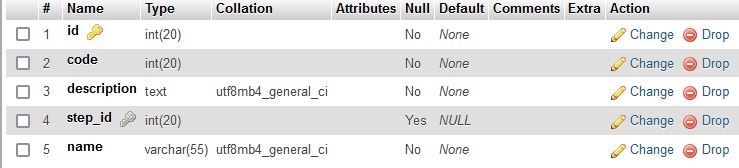 # Name Type Collation Attributes Null Default Comments Extra Action
1 id int(20) No None Change Drop
2 code int(20) No None Change Drop
3 description text utf8mb4_general_ci No None Change Drop
4 step_id int(20) Yes NULL Change Drop
5 name varchar(55) utf8mb4_general_ci No None Change Drop